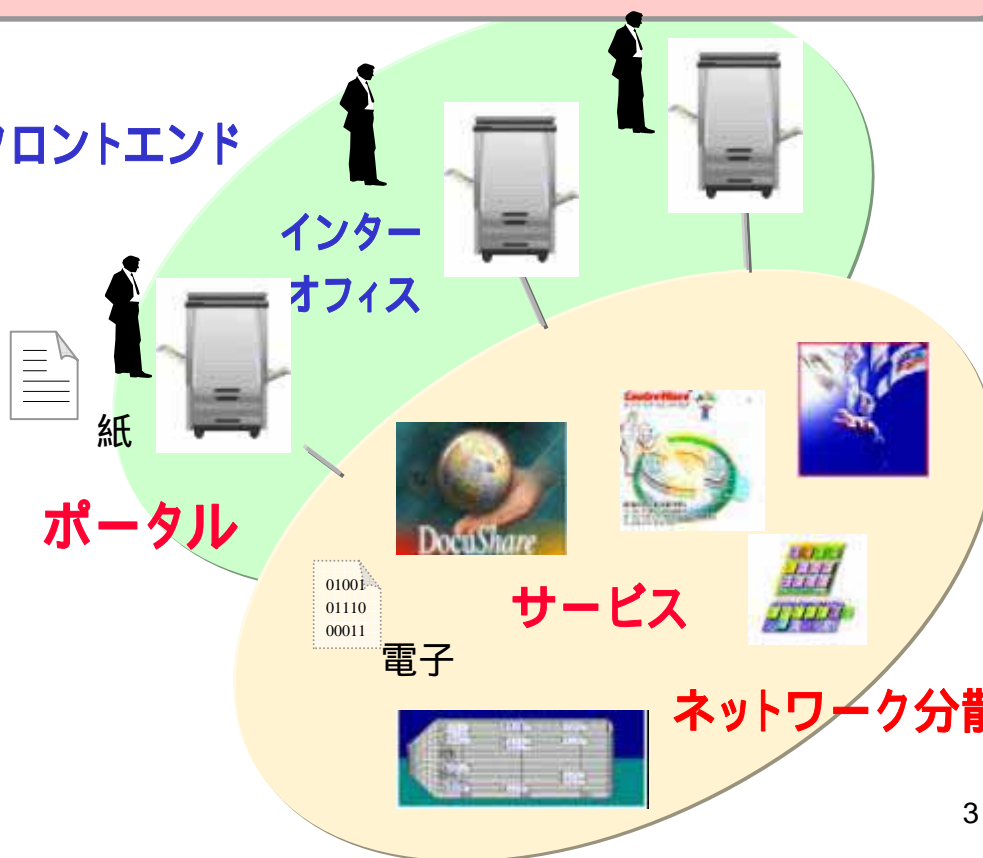 フロントエンド
インター
オフィス
紙
ポータル
CentreWare
DocuShare
01001
01110
00011
電子
サービス
ネットワーク分散
3